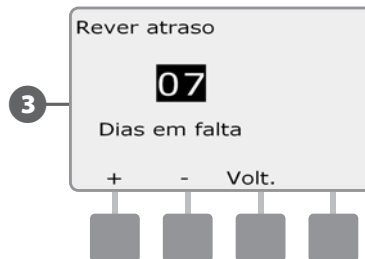 Rever atraso
07
3
Dias em falta
+ - Volt.